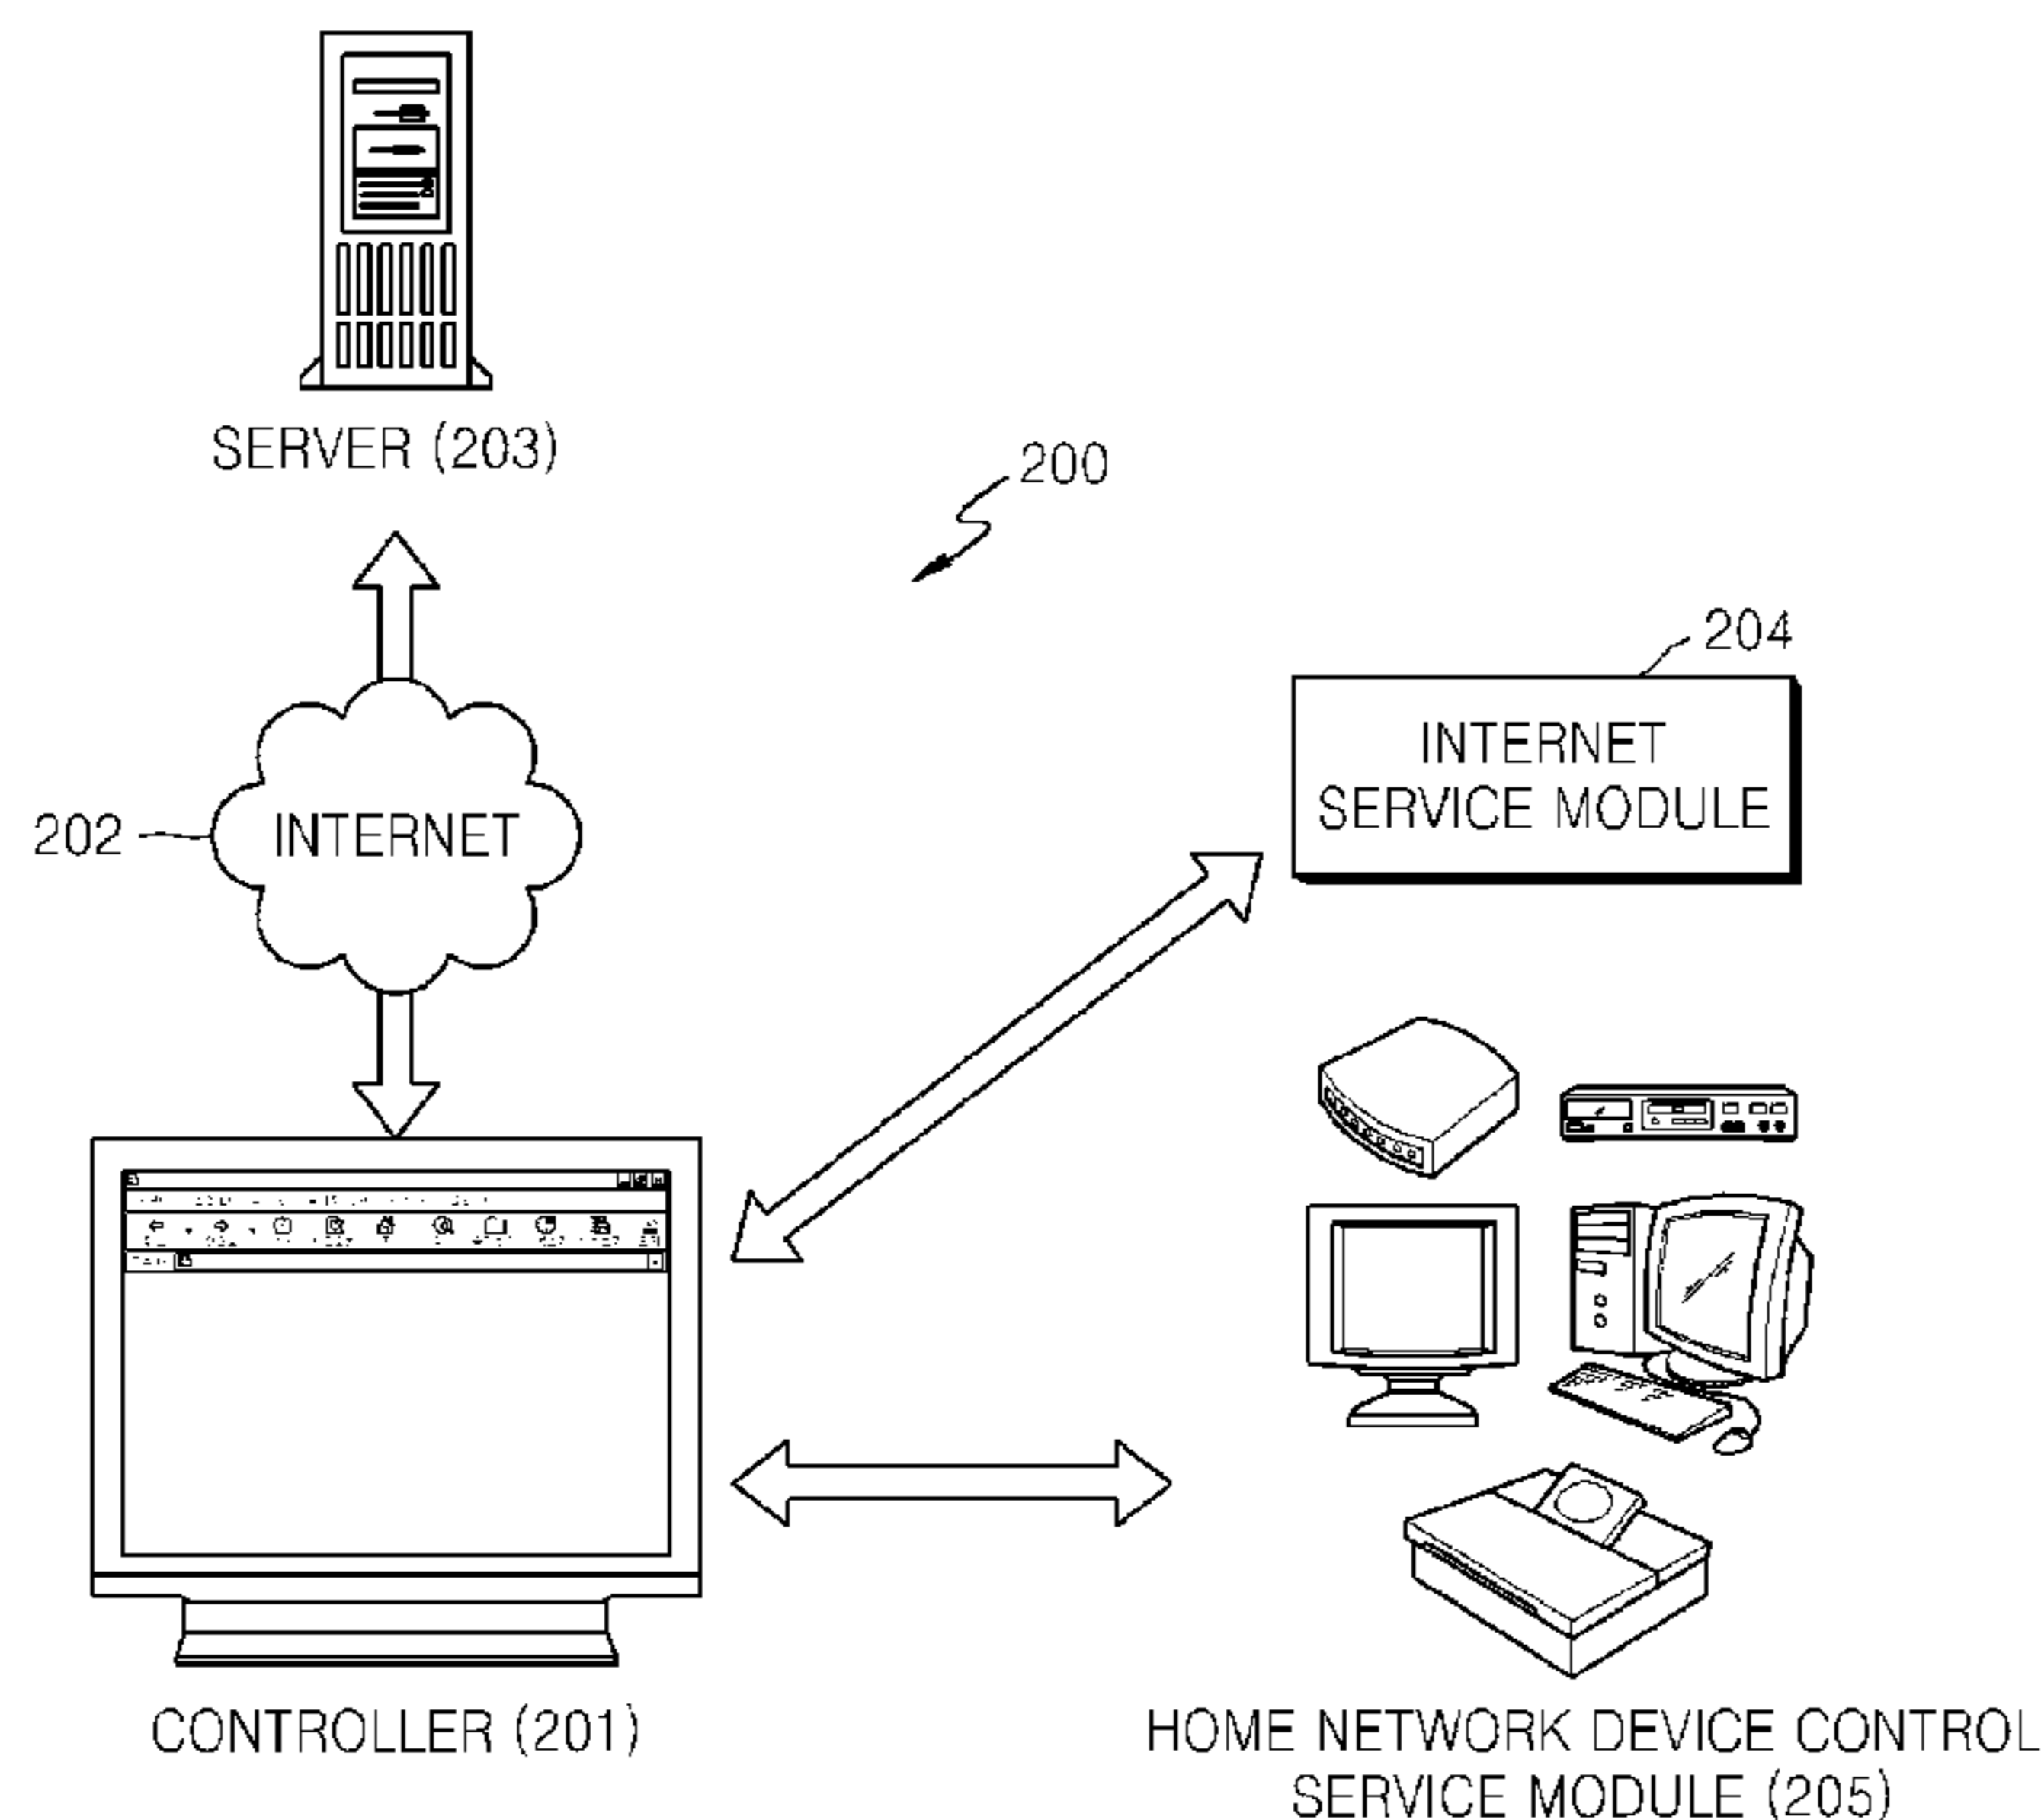 SERVER (203)
200
204
INTERNET
SERVICE MODULE
202
INTERNET
CONTROLLER (201)
HOME NETWORK DEVICE CONTROL
SERVICE MODULE (205)